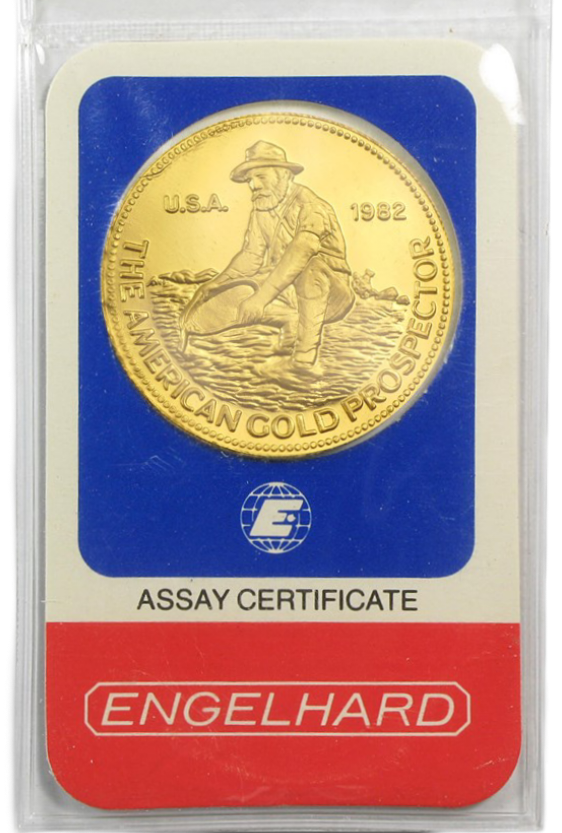 U.S.A. 1982
THE AMERICAN GOLD PROSPECTOR
E
ASSAY CERTIFICATE
ENGELHARD